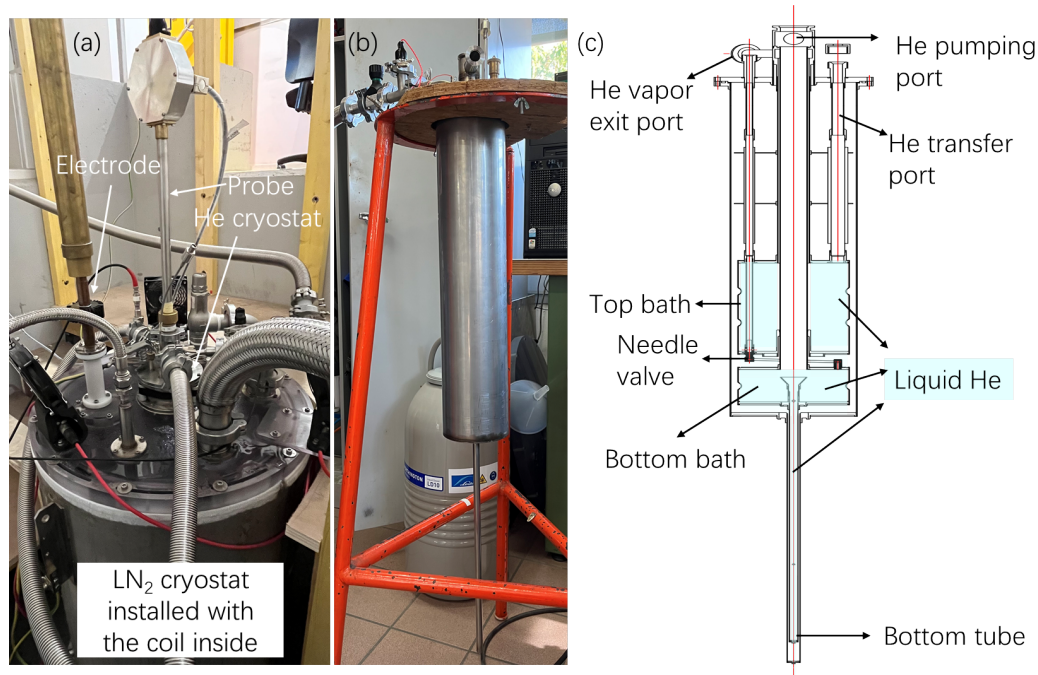 (a)
Electrode
Probe
He cryostat
LN₂ cryostat
installed with
the coil inside
(b)
LD10
(c)
He pumping
port
He vapor
exit port
He transfer
port
Top bath
Needle
valve
Liquid He
Bottom bath
Bottom tube